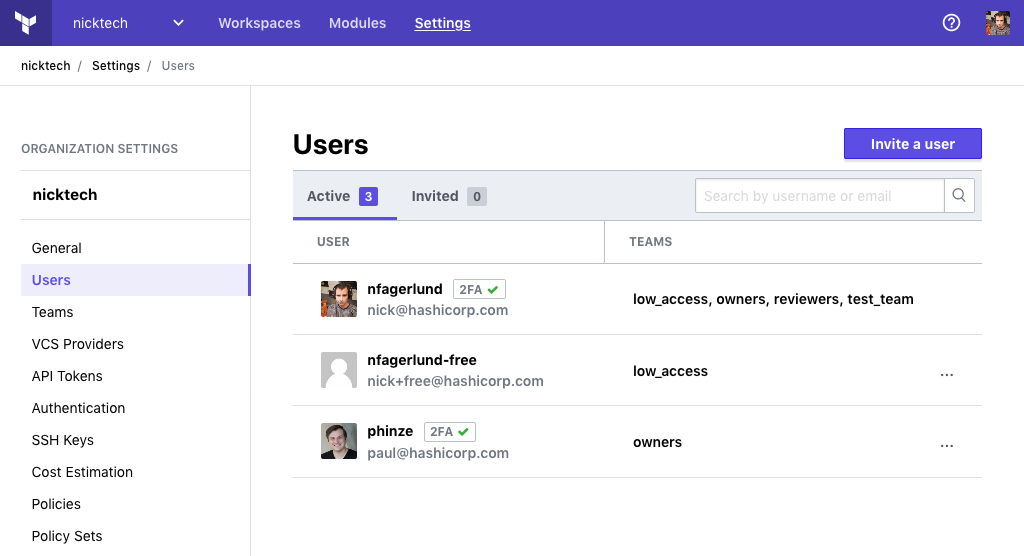 nicktech Workspaces Modules Settings
nicktech / Settings / Users
ORGANIZATION SETTINGS
nicktech
General
Users
Teams
VCS Providers
API Tokens
Authentication
SSH Keys
Cost Estimation
Policies
Policy Sets
Users
Invite a user
Active 3 Invited 0 Search by username or email
USER TEAMS
nfagerlund 2FA
nick@hashicorp.com
low_access, owners, reviewers, test_team
nfagerlund-free
nick+free@hashicorp.com
low_access ...
phinze 2FA
paul@hashicorp.com
owners ...